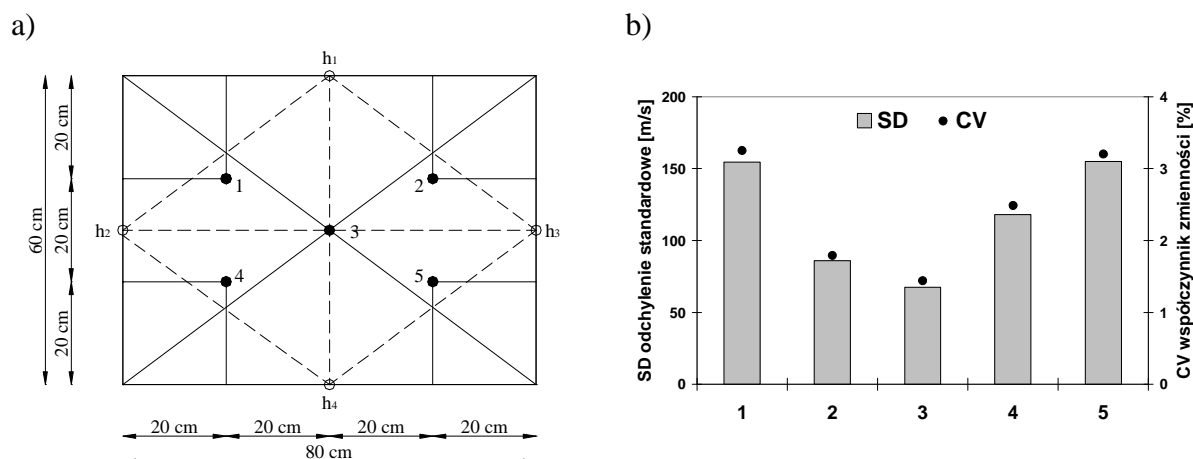 a)
h1
20 cm
20 cm
20 cm
60 cm
1
2
h2
3
h3
4
5
h4
20 cm
20 cm
20 cm
20 cm
80 cm
b)
SD odchylenie standardowe [m/s]
200
150
100
50
0
SD
CV
4
3
2
1
0
CV współczynnik zmienności [%]
1
2
3
4
5